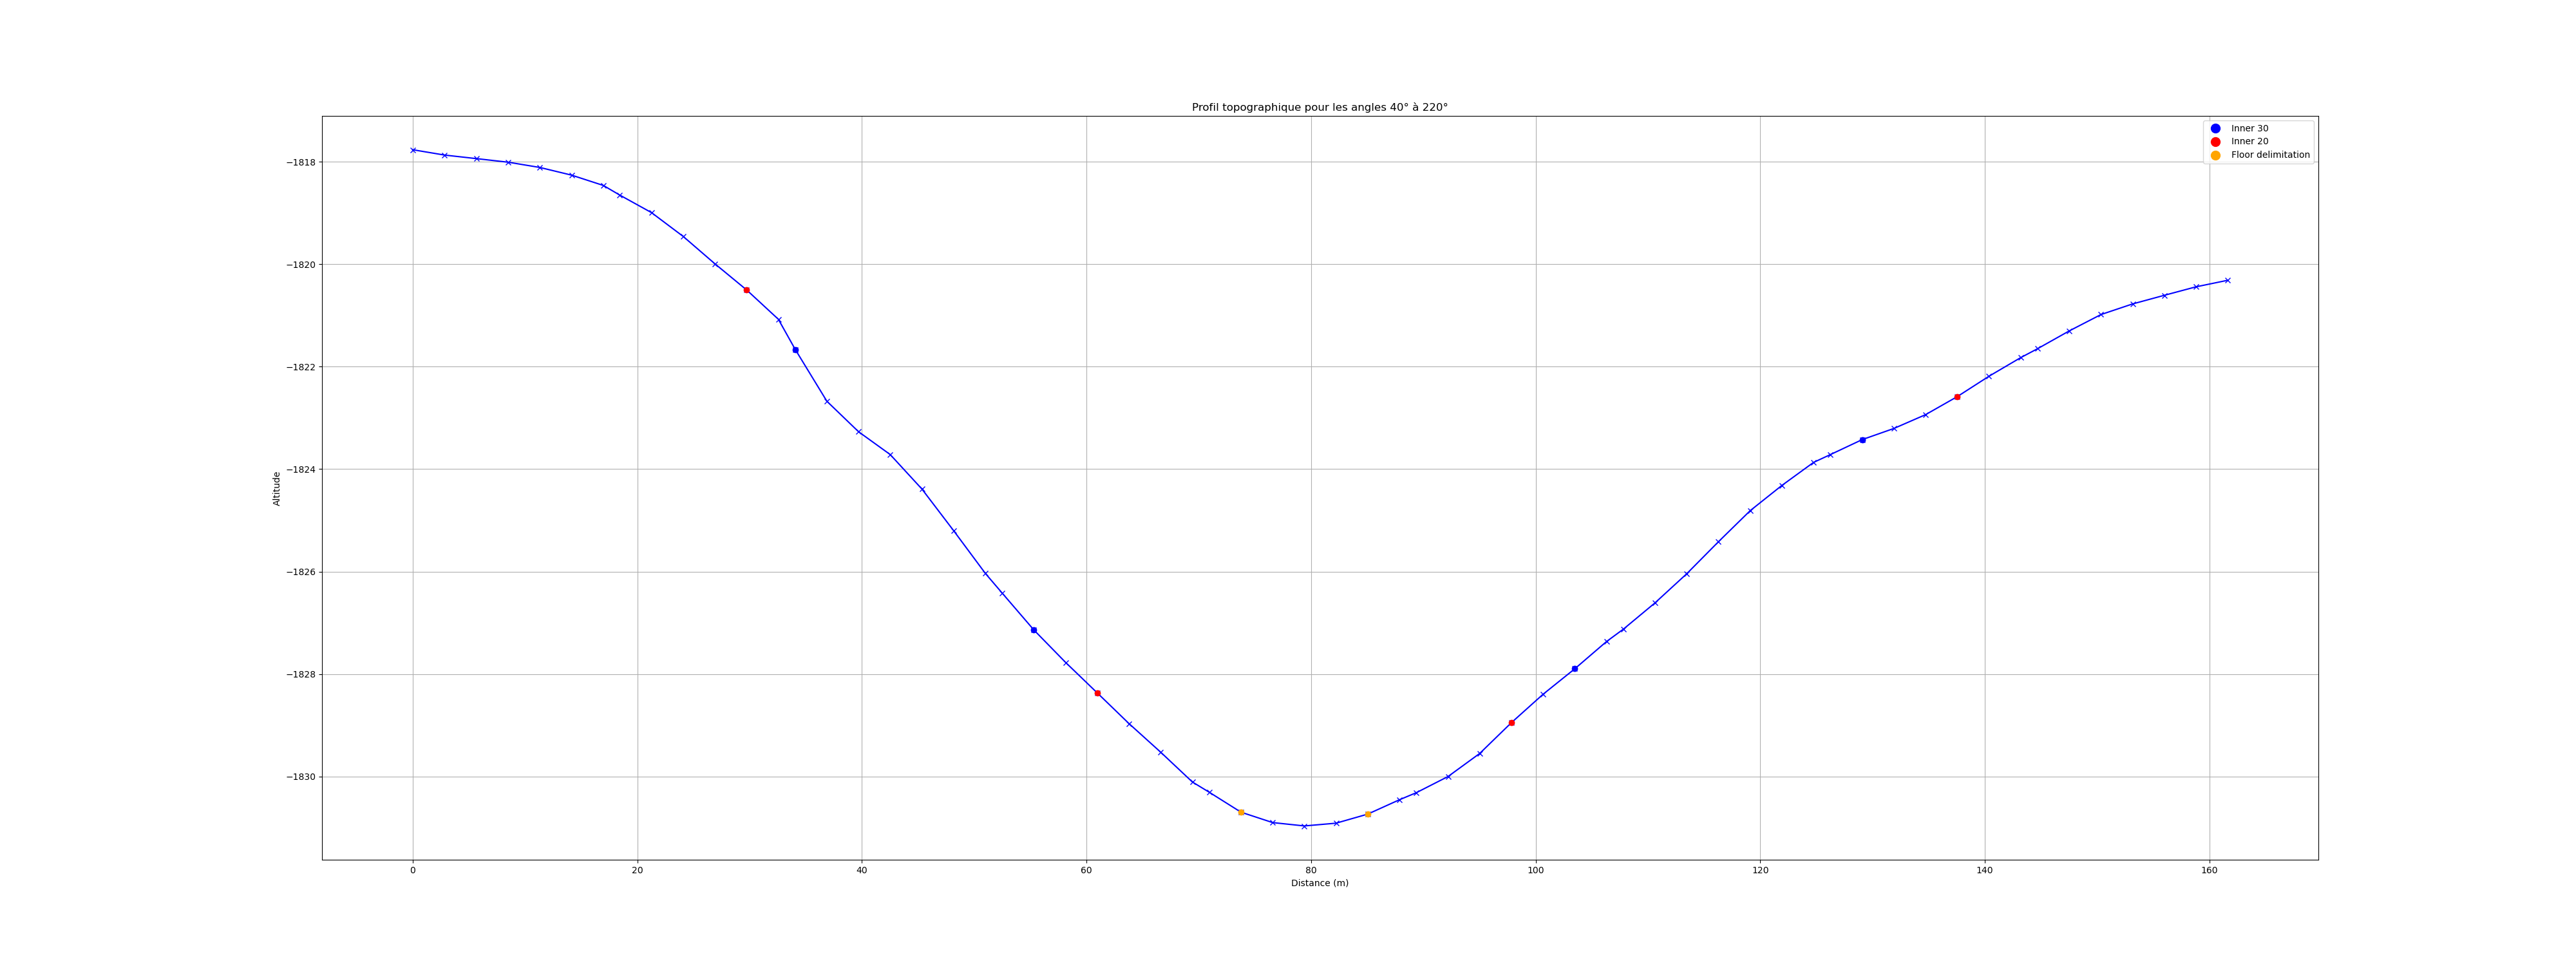 Profil topographique pour les angles 40° à 220°
Inner 30
Inner 20
Floor delimitation
−1818
−1820
−1822
−1824
−1826
−1828
−1830
Altitude
0 20 40 60 80 100 120 140 160
Distance (m)